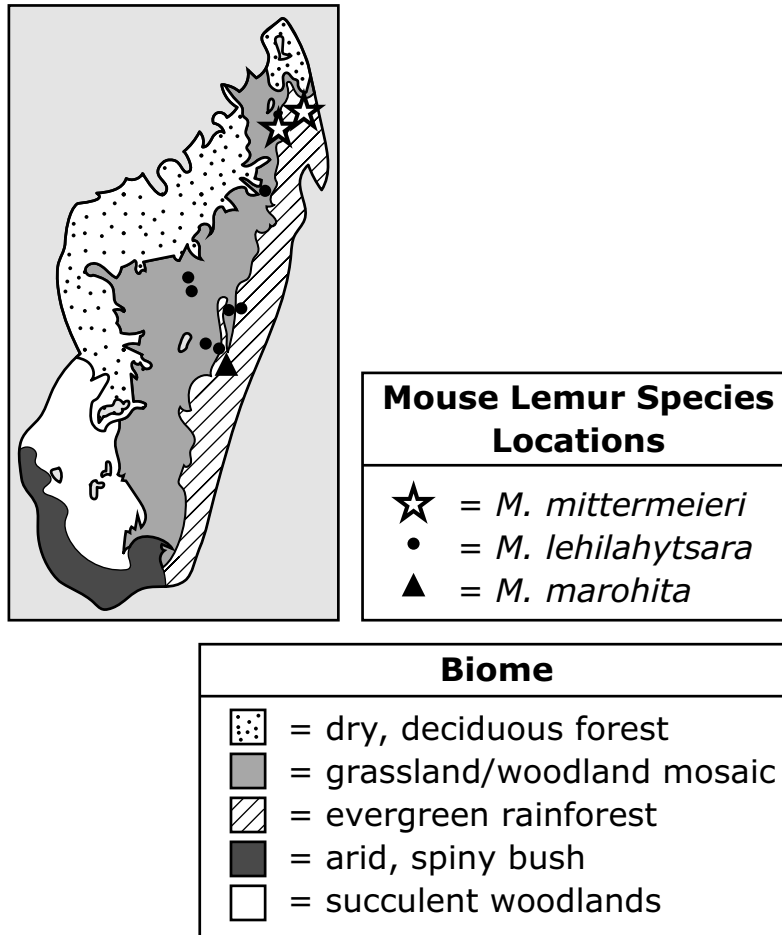 Mouse Lemur Species
Locations
= M. mittermeieri
= M. lehilahytsara
= M. marohita
Biome
= dry, deciduous forest
= grassland/woodland mosaic
= evergreen rainforest
= arid, spiny bush
= succulent woodlands